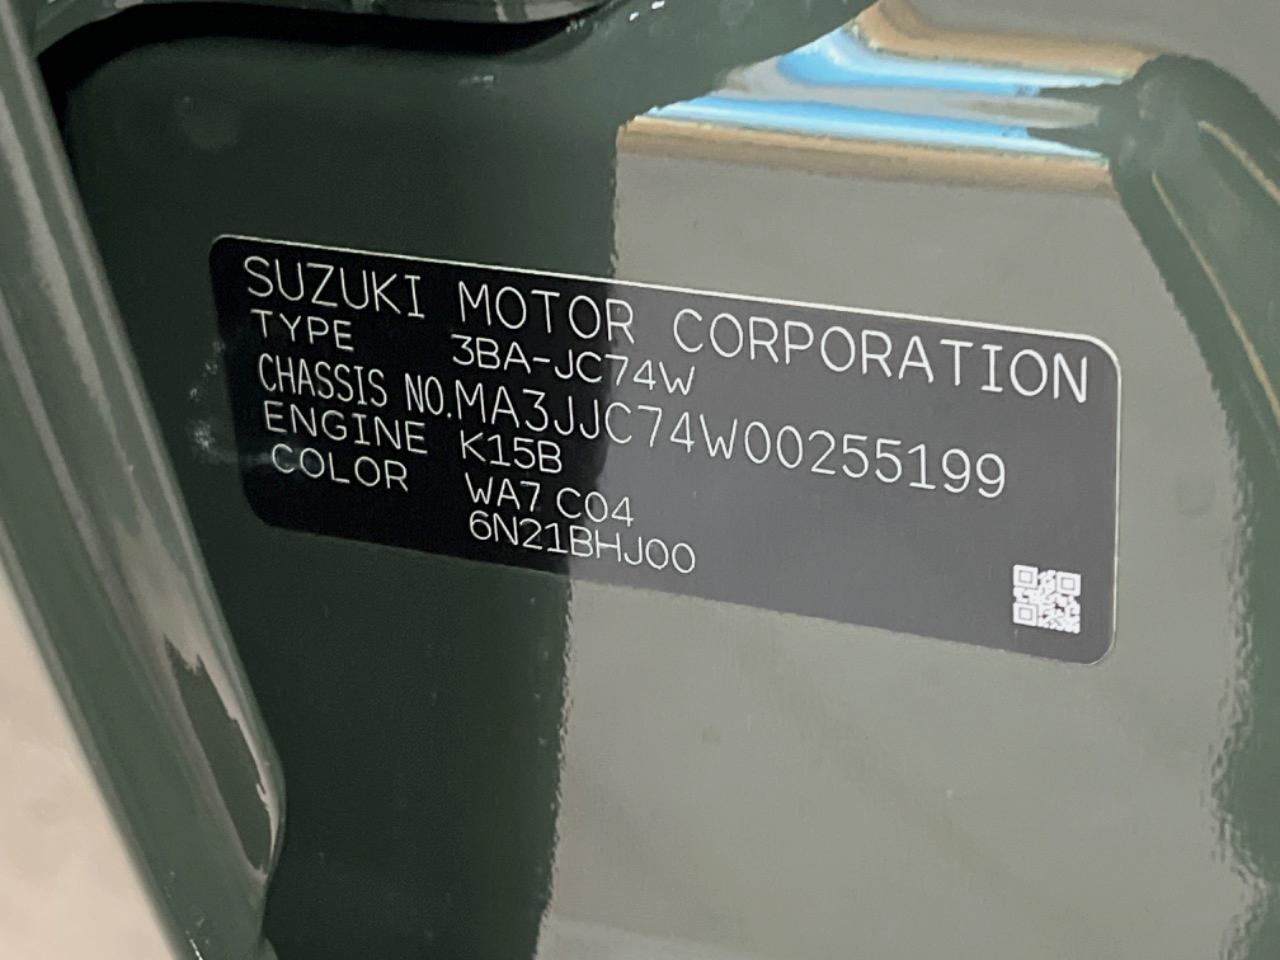 SUZUKI MOTOR CORPORATION
TYPE 3BA-JC74W
CHASSIS NO. MA3JJC74W00255199
ENGINE K15B
COLOR WA7 C04
6N21BHJ00